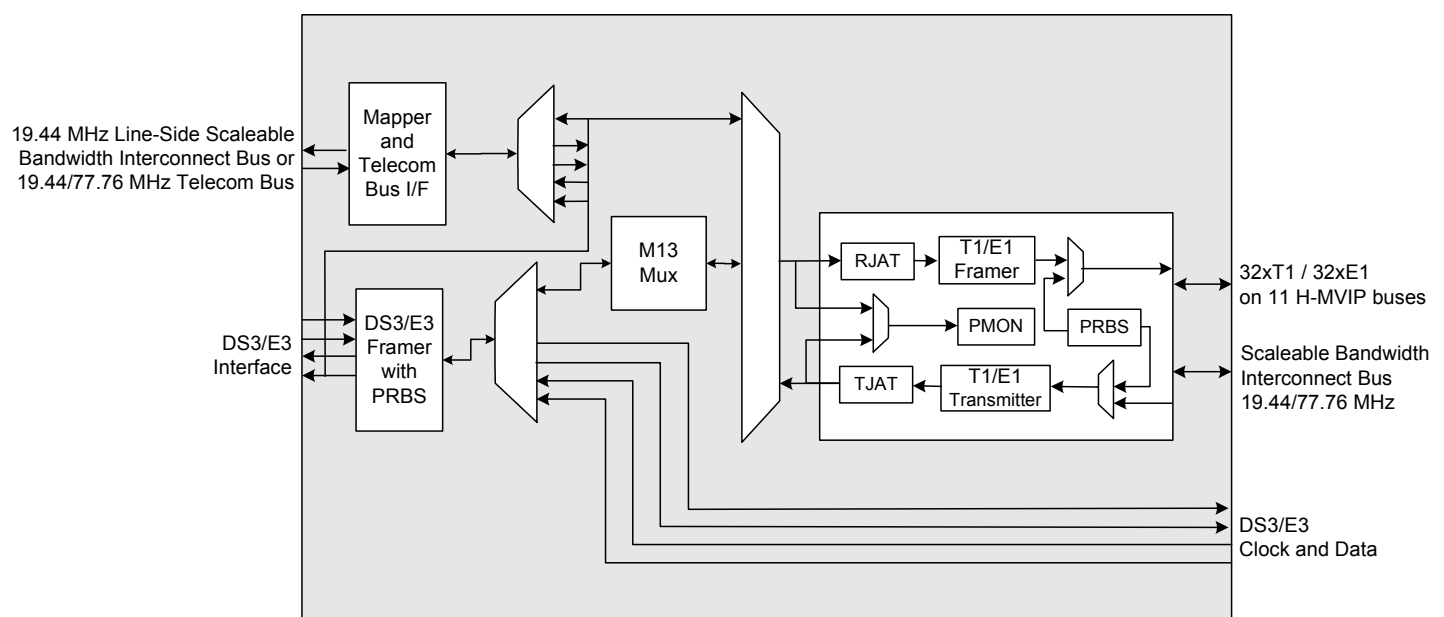 19.44 MHz Line-Side Scaleable
Bandwidth Interconnect Bus or
19.44/77.76 MHz Telecom Bus
Mapper
and
Telecom
Bus I/F
M13
Mux
DS3/E3
Interface
DS3/E3
Framer
with
PRBS
RJAT
T1/E1
Framer
PMON
PRBS
TJAT
T1/E1
Transmitter
32xT1 / 32xE1
on 11 H-MVIP buses
Scaleable Bandwidth
Interconnect Bus
19.44/77.76 MHz
DS3/E3
Clock and Data